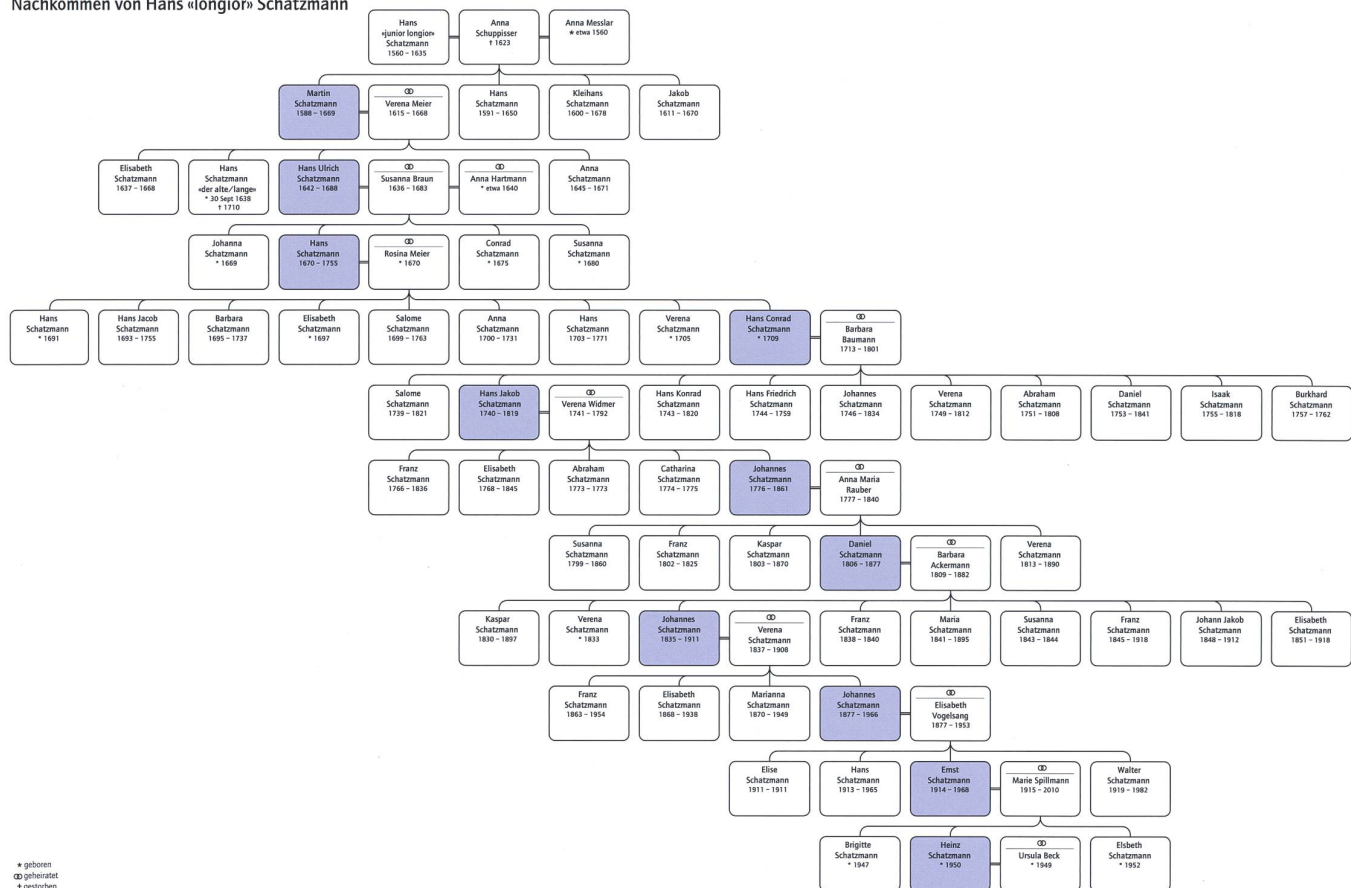 Nachkommen von Hans «longior» Schatzmann
Hans
«junior longior»
Schatzmann
1560 – 1635
Anna
Schuppisser
† 1623
Anna Messlar
* etwa 1560
Martin
Schatzmann
1588 – 1669
⚭
Verena Meier
1615 – 1668
Hans
Schatzmann
1591 – 1650
Kleihans
Schatzmann
1600 – 1678
Jakob
Schatzmann
1611 – 1670
Elisabeth
Schatzmann
1637 – 1668
Hans
Schatzmann
«der alte/lange»
* 30 Sept 1638
† 1710
Hans Ulrich
Schatzmann
1642 – 1688
⚭
Susanna Braun
1636 – 1683
⚭
Anna Hartmann
* etwa 1640
Anna
Schatzmann
1645 – 1671
Johanna
Schatzmann
* 1669
Hans
Schatzmann
1670 – 1755
⚭
Rosina Meier
* 1670
Conrad
Schatzmann
* 1675
Susanna
Schatzmann
* 1680
Hans
Schatzmann
* 1691
Hans Jacob
Schatzmann
1693 – 1755
Barbara
Schatzmann
1695 – 1737
Elisabeth
Schatzmann
* 1697
Salome
Schatzmann
1699 – 1763
Anna
Schatzmann
1700 – 1731
Hans
Schatzmann
1703 – 1771
Verena
Schatzmann
* 1705
Hans Conrad
Schatzmann
* 1709
⚭
Barbara
Baumann
1713 – 1801
Salome
Schatzmann
1739 – 1821
Hans Jakob
Schatzmann
1740 – 1819
⚭
Verena Widmer
1741 – 1792
Hans Konrad
Schatzmann
1743 – 1820
Hans Friedrich
Schatzmann
1744 – 1759
Johannes
Schatzmann
1746 – 1834
Verena
Schatzmann
1749 – 1812
Abraham
Schatzmann
1751 – 1808
Daniel
Schatzmann
1753 – 1841
Isaak
Schatzmann
1755 – 1818
Burkhard
Schatzmann
1757 – 1762
Franz
Schatzmann
1766 – 1836
Elisabeth
Schatzmann
1768 – 1845
Abraham
Schatzmann
1773 – 1773
Catharina
Schatzmann
1774 – 1775
Johannes
Schatzmann
1776 – 1861
⚭
Anna Maria
Rauber
1777 – 1840
Susanna
Schatzmann
1799 – 1860
Franz
Schatzmann
1802 – 1825
Kaspar
Schatzmann
1803 – 1870
Daniel
Schatzmann
1806 – 1877
⚭
Barbara
Ackermann
1809 – 1882
Verena
Schatzmann
1813 – 1890
Kaspar
Schatzmann
1830 – 1897
Verena
Schatzmann
* 1833
Johannes
Schatzmann
1835 – 1911
⚭
Verena
Schatzmann
1837 – 1908
Franz
Schatzmann
1838 – 1840
Maria
Schatzmann
1841 – 1895
Susanna
Schatzmann
1843 – 1844
Franz
Schatzmann
1845 – 1918
Johann Jakob
Schatzmann
1848 – 1912
Elisabeth
Schatzmann
1851 – 1918
Franz
Schatzmann
1863 – 1954
Elisabeth
Schatzmann
1868 – 1938
Marianna
Schatzmann
1870 – 1949
Johannes
Schatzmann
1877 – 1966
⚭
Elisabeth
Vogelsang
1877 – 1953
Elise
Schatzmann
1911 – 1911
Hans
Schatzmann
1913 – 1965
Ernst
Schatzmann
1914 – 1968
⚭
Marie Spillmann
1915 – 2010
Walter
Schatzmann
1919 – 1982
Brigitte
Schatzmann
* 1947
Heinz
Schatzmann
* 1950
⚭
Ursula Beck
* 1949
Elsbeth
Schatzmann
* 1952
★ geboren
⚭ geheiratet
† gestorben